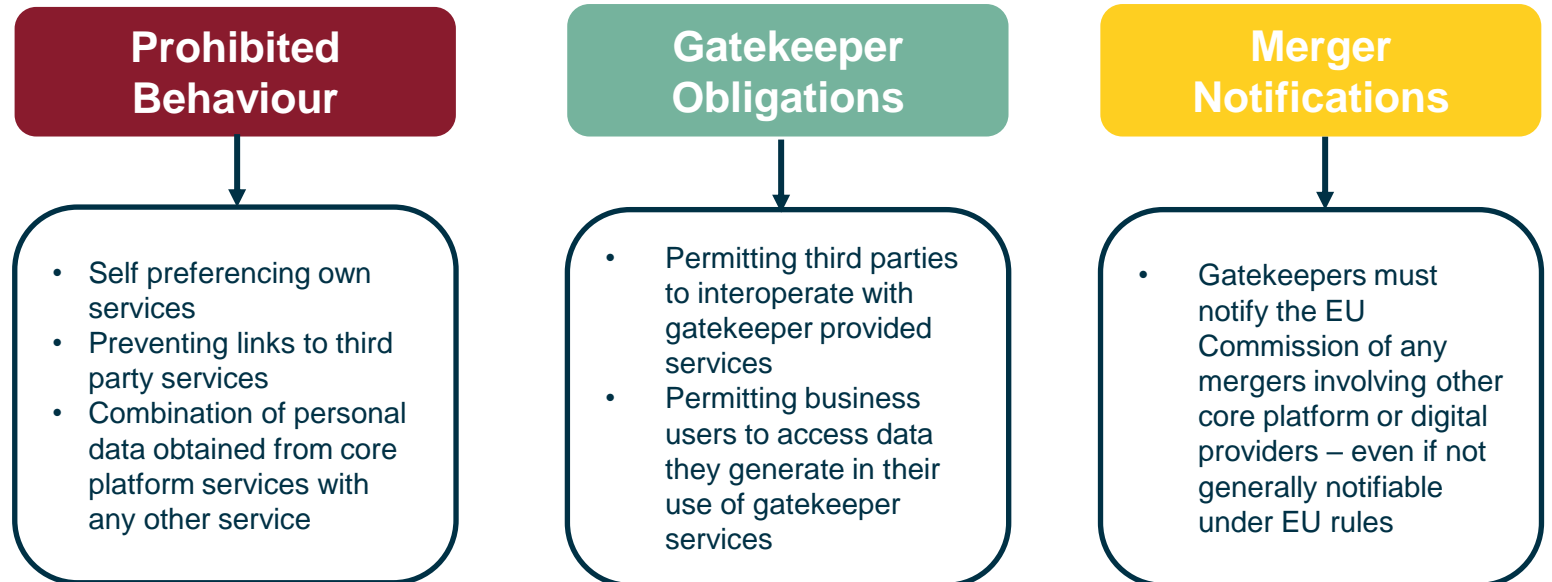 Prohibited
Behaviour
• Self preferencing own
services
• Preventing links to third
party services
• Combination of personal
data obtained from core
platform services with
any other service
Gatekeeper
Obligations
• Permitting third parties
to interoperate with
gatekeeper provided
services
• Permitting business
users to access data
they generate in their
use of gatekeeper
services
Merger
Notifications
• Gatekeepers must
notify the EU
Commission of any
mergers involving other
core platform or digital
providers – even if not
generally notifiable
under EU rules